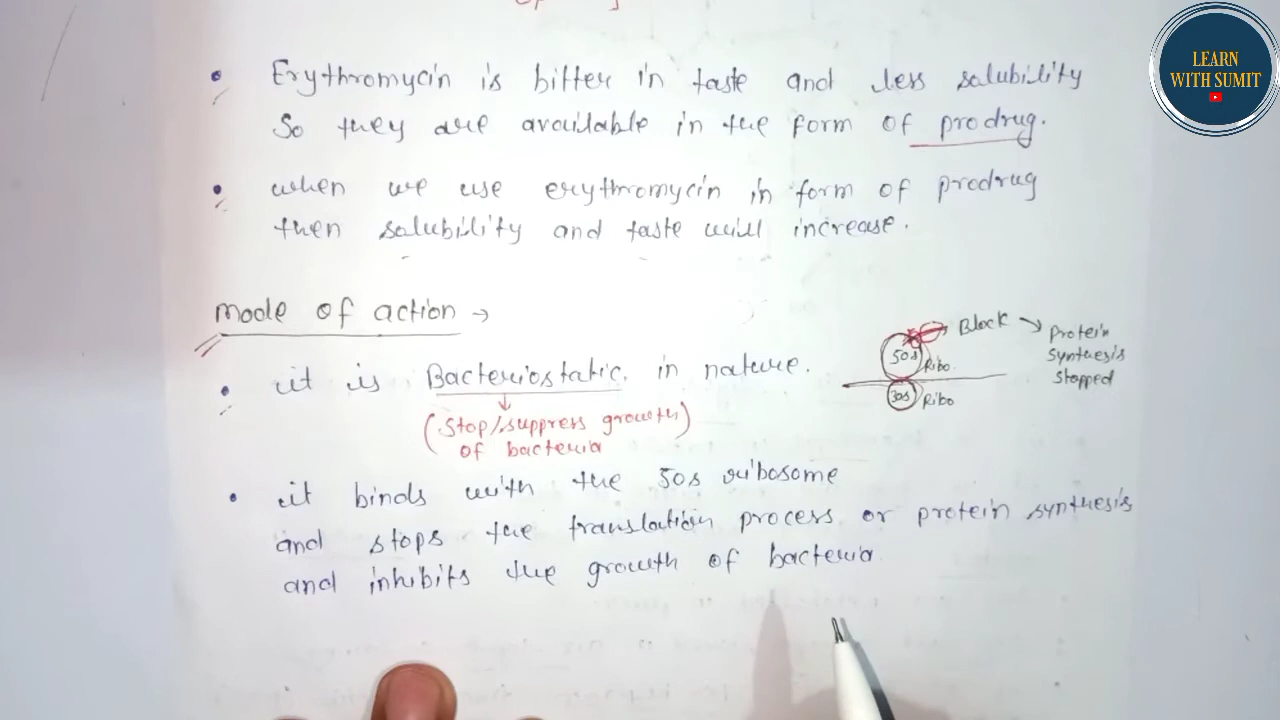 LEARN
WITH SUMIT
• Erythromycin is bitter in taste and less solubility
So they are available in the form of prodrug.
• when we use erythromycin in form of prodrug
then solubility and taste will increase.
Mode of action →
• it is Bacteriostatic in nature.
(Stop/suppress growth)
of bacteria
50s Ribo.
30s Ribo
Block →
Protein
synthesis
stopped
• it binds with the 50s ribosome
and stops the translation process or protein synthesis
and inhibits the growth of bacteria.